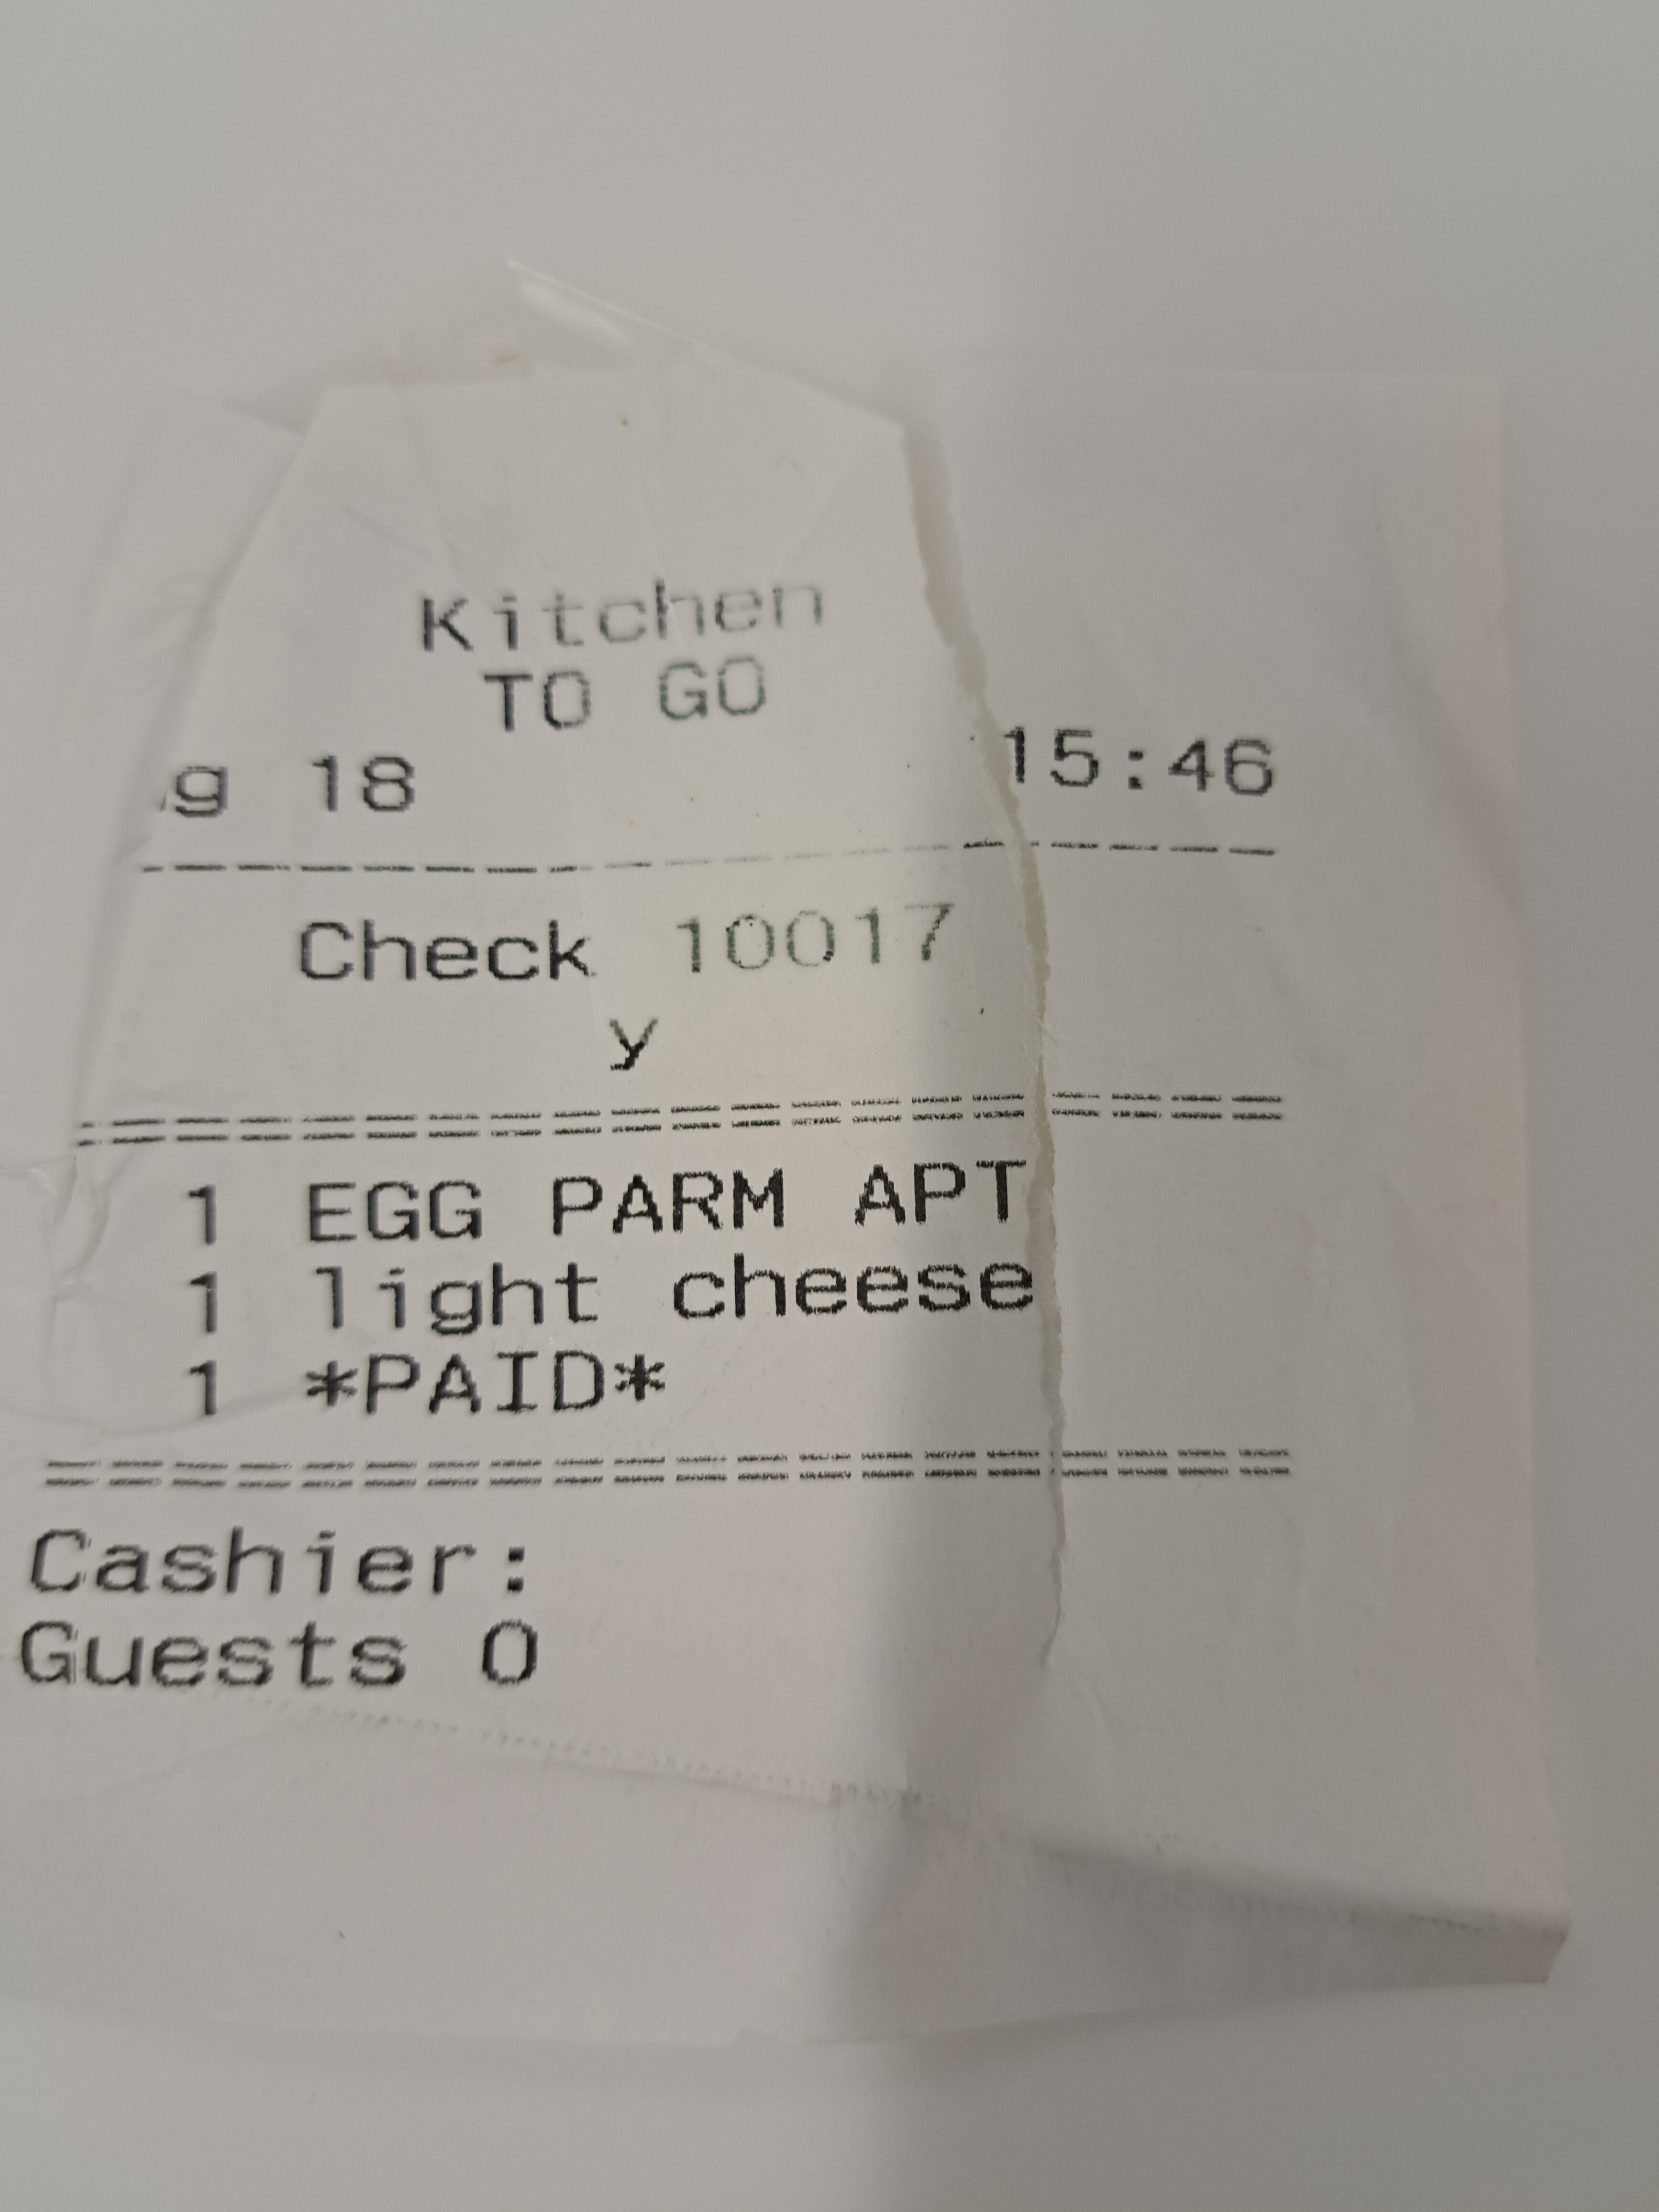 Kitchen
TO GO
18 15:46
Check 10017
y
1 EGG PARM APT
1 light cheese
1 *PAID*
Cashier:
Guests 0